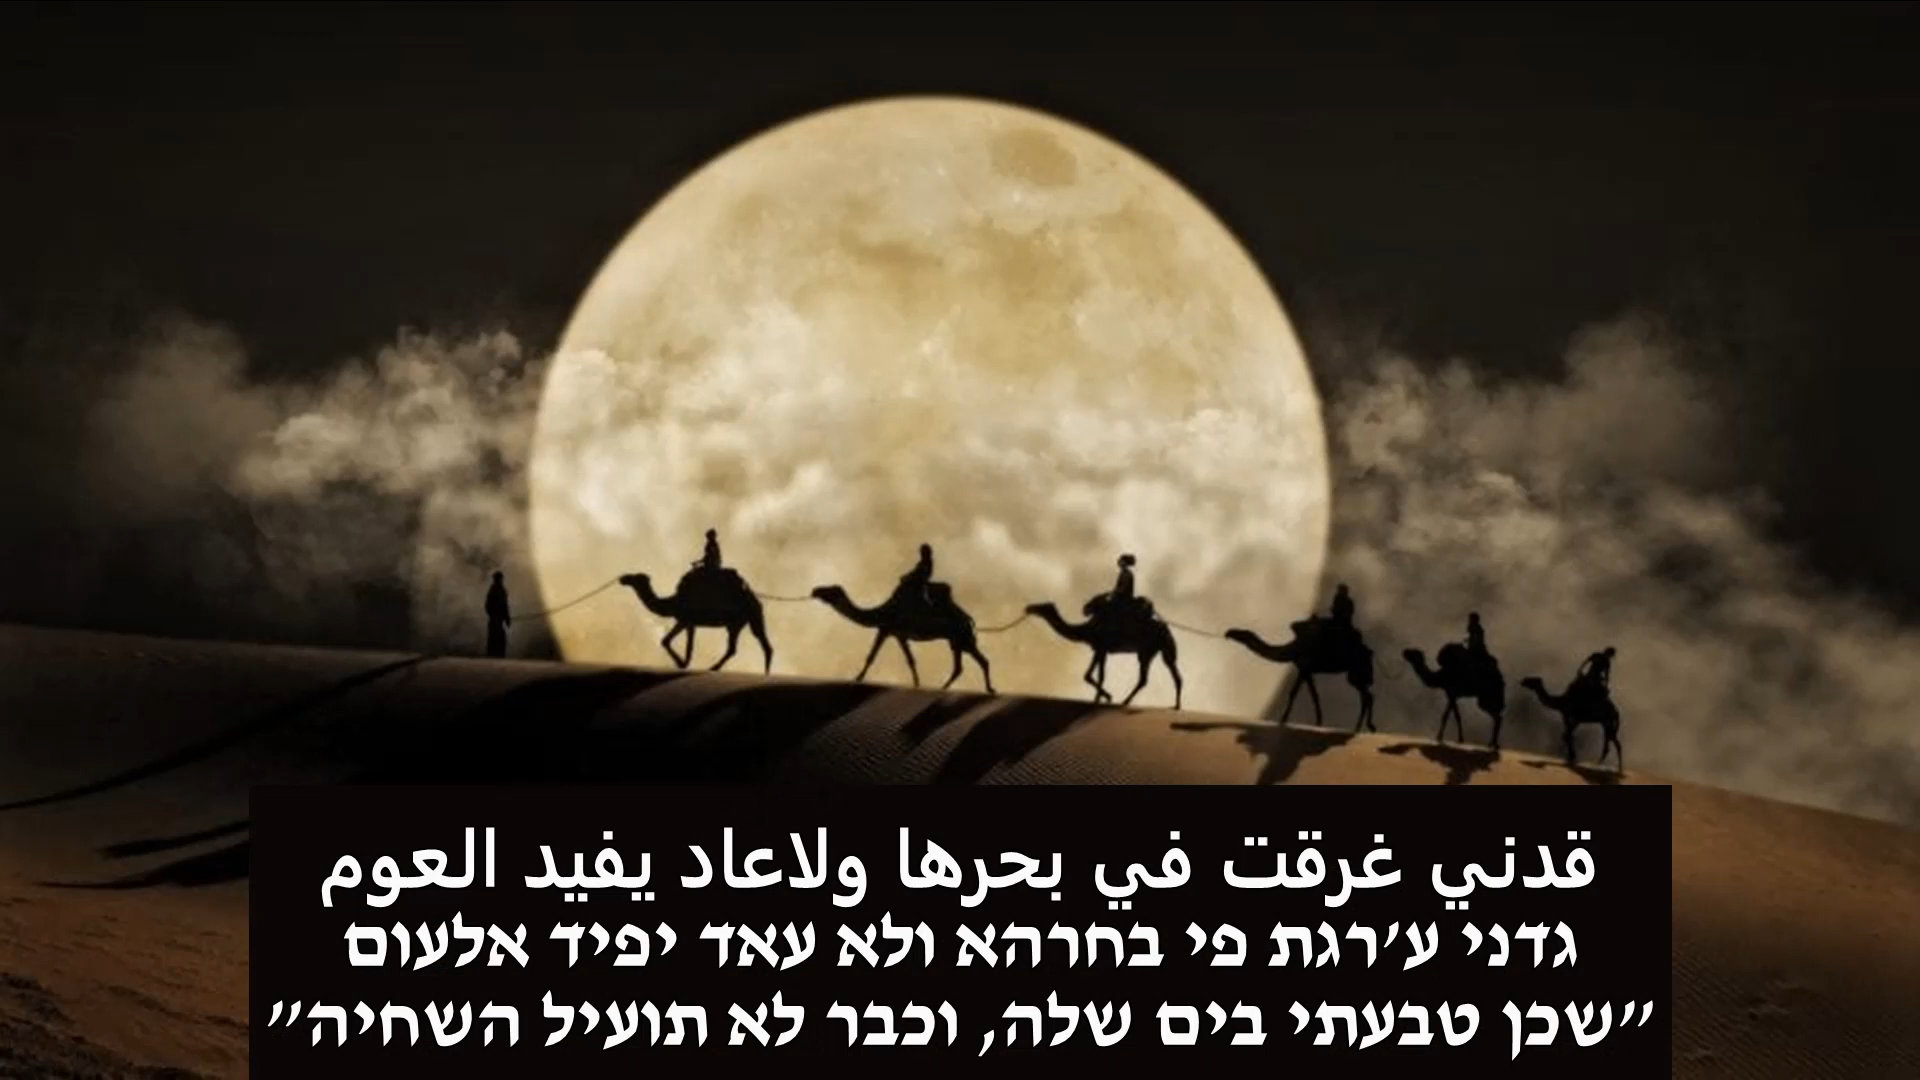 قدني غرقت في بحرها ولاعاد يفيد العوم
גדני ע'רגת פי בחרהא ולא עאד יפיד אלעום
"שכן טבעתי בים שלה, וכבר לא תועיל השחיה"